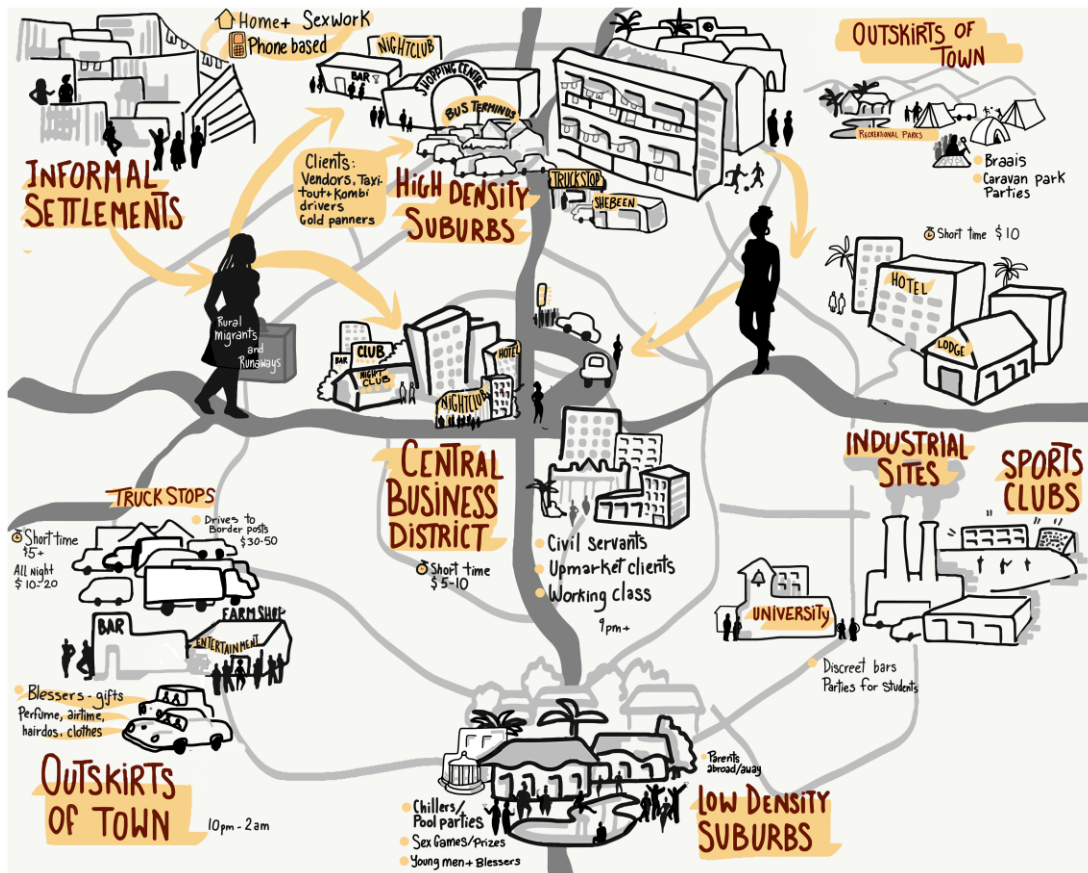 Home+ SexWork
Phone based
NIGHTCLUB
BAR
SHOPPING CENTRE
BUS TERMINUS
Clients:
Vendors, Taxi-
tout+ Kombi
drivers
Gold panners
INFORMAL
SETTLEMENTS
HIGH DENSITY
SUBURBS
TRUCKSTOP
SHEBEEN
OUTSKIRTS OF
TOWN
RECREATIONAL PARKS
Braais
Caravan park
Parties
Short time $10
HOTEL
LODGE
Rural
Migrants
and
Runaways
BAR
CLUB
NIGHT
CLUB
HOTEL
NIGHTCLUB
CENTRAL
BUSINESS
DISTRICT
Short time
$5-10
Civil servants
Upmarket clients
Working class
9pm+
INDUSTRIAL
SITES
SPORTS
CLUBS
UNIVERSITY
Discreet bars
Parties for Students
TRUCK STOPS
Drives to
Border posts
$30-50
Short time
$5+
All Night
$10-20
BAR
FARM SHOP
ENTERTAINMENT
Blessers - gifts
Perfume, airtime,
hairdos, clothes
OUTSKIRTS
OF TOWN
10pm - 2am
Chillers/
Pool parties
Sex Games/Prizes
Young men + Blessers
Parents
abroad/away
LOW DENSITY
SUBURBS